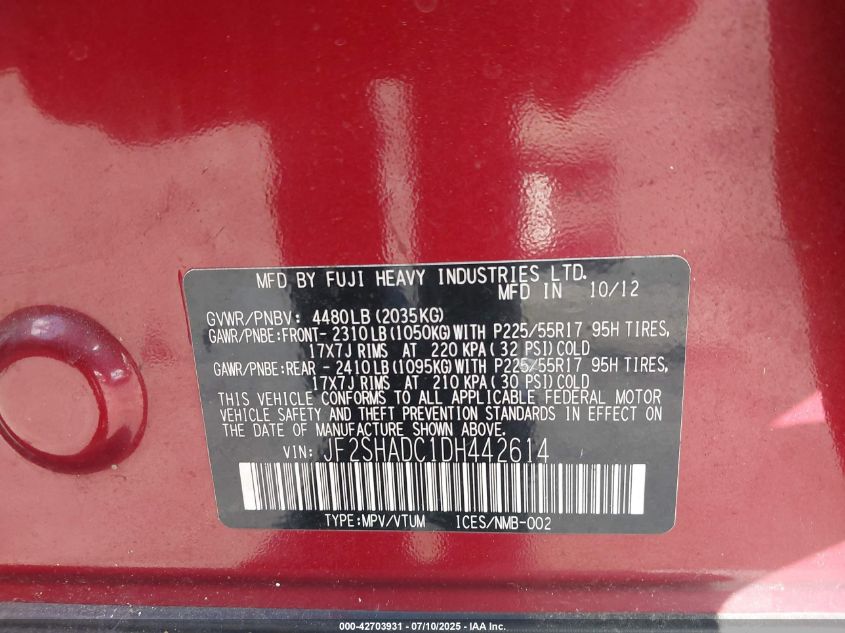 MFD BY FUJI HEAVY INDUSTRIES LTD.
MFD IN 10/12
GVWR/PNBV: 4480LB(2035KG)
GAWR/PNBE:FRONT- 2310LB(1050KG)WITH P225/55R17 95H TIRES,
17X7J RIMS AT 220 KPA(32 PSI)COLD
GAWR/PNBE:REAR - 2410LB(1095KG)WITH P225/55R17 95H TIRES,
17X7J RIMS AT 210 KPA(30 PSI)COLD
THIS VEHICLE CONFORMS TO ALL APPLICABLE FEDERAL MOTOR
VEHICLE SAFETY AND THEFT PREVENTION STANDARDS IN EFFECT ON
THE DATE OF MANUFACTURE SHOWN ABOVE.
VIN: JF2SHADC1DH442614
TYPE:MPV/VTUM ICES/NMB-002
000-42703931 - 07/10/2025 - IAA Inc.